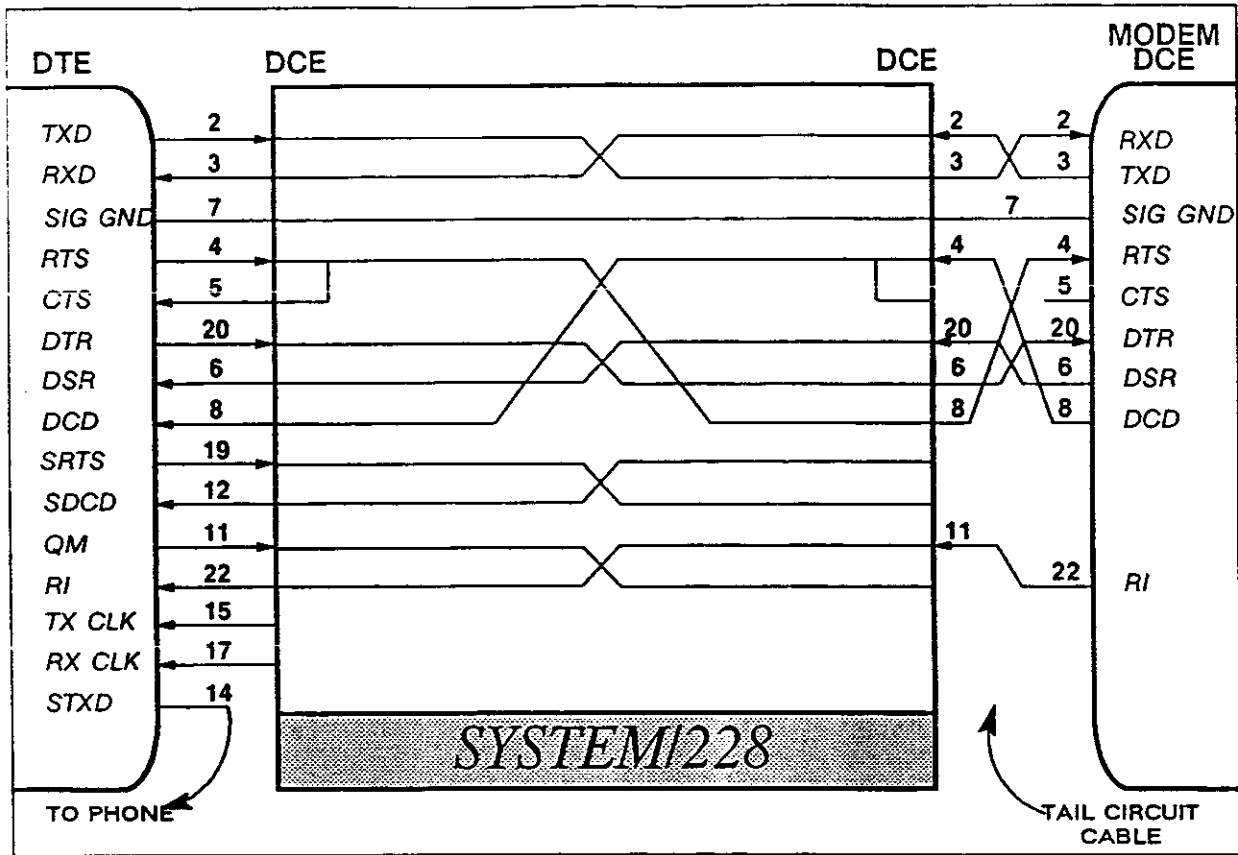 MODEM
DTE DCE DCE DCE
TXD 2 2 2 RXD
RXD 3 3 3 TXD
SIG GND 7 7 SIG GND
RTS 4 4 4 RTS
CTS 5 5 CTS
DTR 20 20 20 DTR
DSR 6 6 6 DSR
DCD 8 8 8 DCD
SRTS 19
SDCD 12
QM 11 11
RI 22 22 RI
TX CLK 15
RX CLK 17
STXD 14
SYSTEM/228
TO PHONE
TAIL CIRCUIT
CABLE